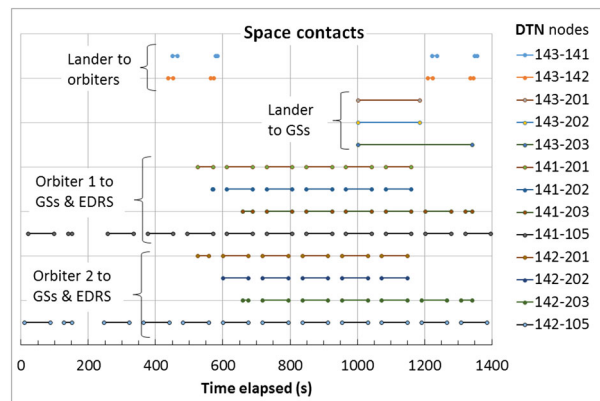 Space contacts
DTN nodes
Lander to
orbiters
Lander
to GSs
Orbiter 1 to
GSs & EDRS
Orbiter 2 to
GSs & EDRS
143-141
143-142
143-201
143-202
143-203
141-201
141-202
141-203
141-105
142-201
142-202
142-203
142-105
0 200 400 600 800 1000 1200 1400
Time elapsed (s)